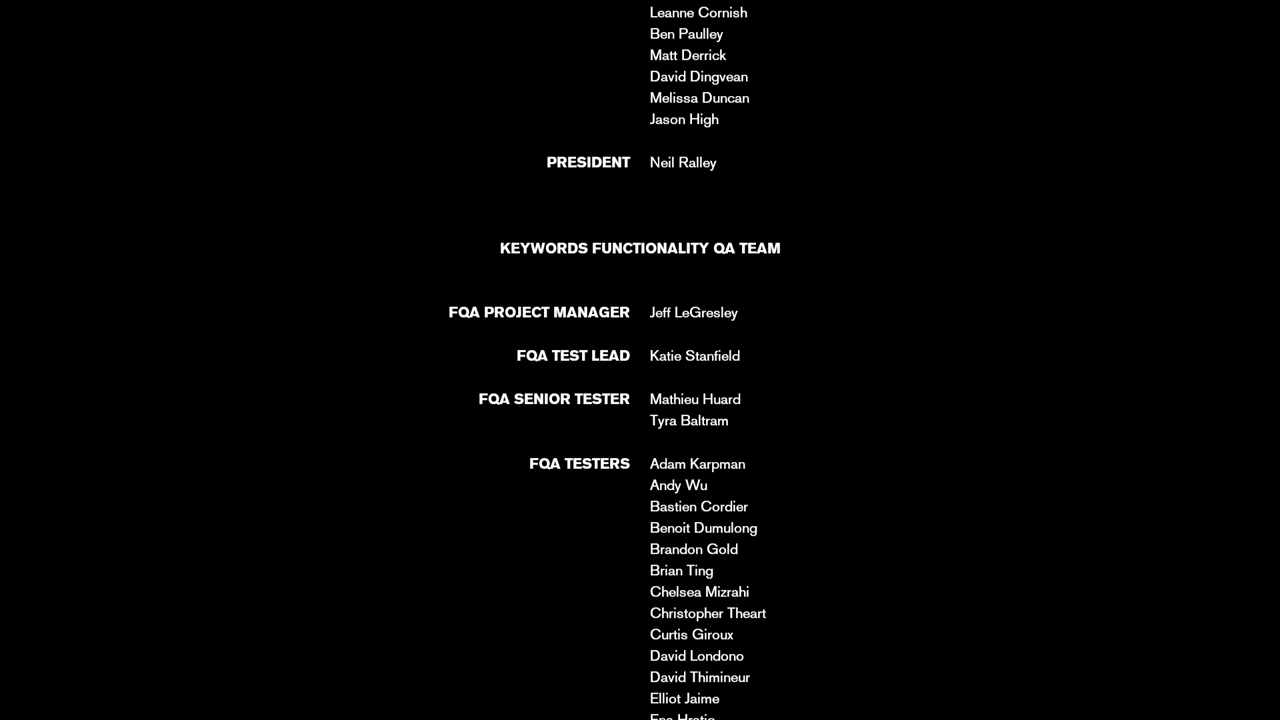 Leanne Cornish
Ben Paulley
Matt Derrick
David Dingvean
Melissa Duncan
Jason High
PRESIDENT Neil Ralley
KEYWORDS FUNCTIONALITY QA TEAM
FQA PROJECT MANAGER Jeff LeGresley
FQA TEST LEAD Katie Stanfield
FQA SENIOR TESTER Mathieu Huard
Tyra Baltram
FQA TESTERS Adam Karpman
Andy Wu
Bastien Cordier
Benoit Dumulong
Brandon Gold
Brian Ting
Chelsea Mizrahi
Christopher Theart
Curtis Giroux
David Londono
David Thimineur
Elliot Jaime